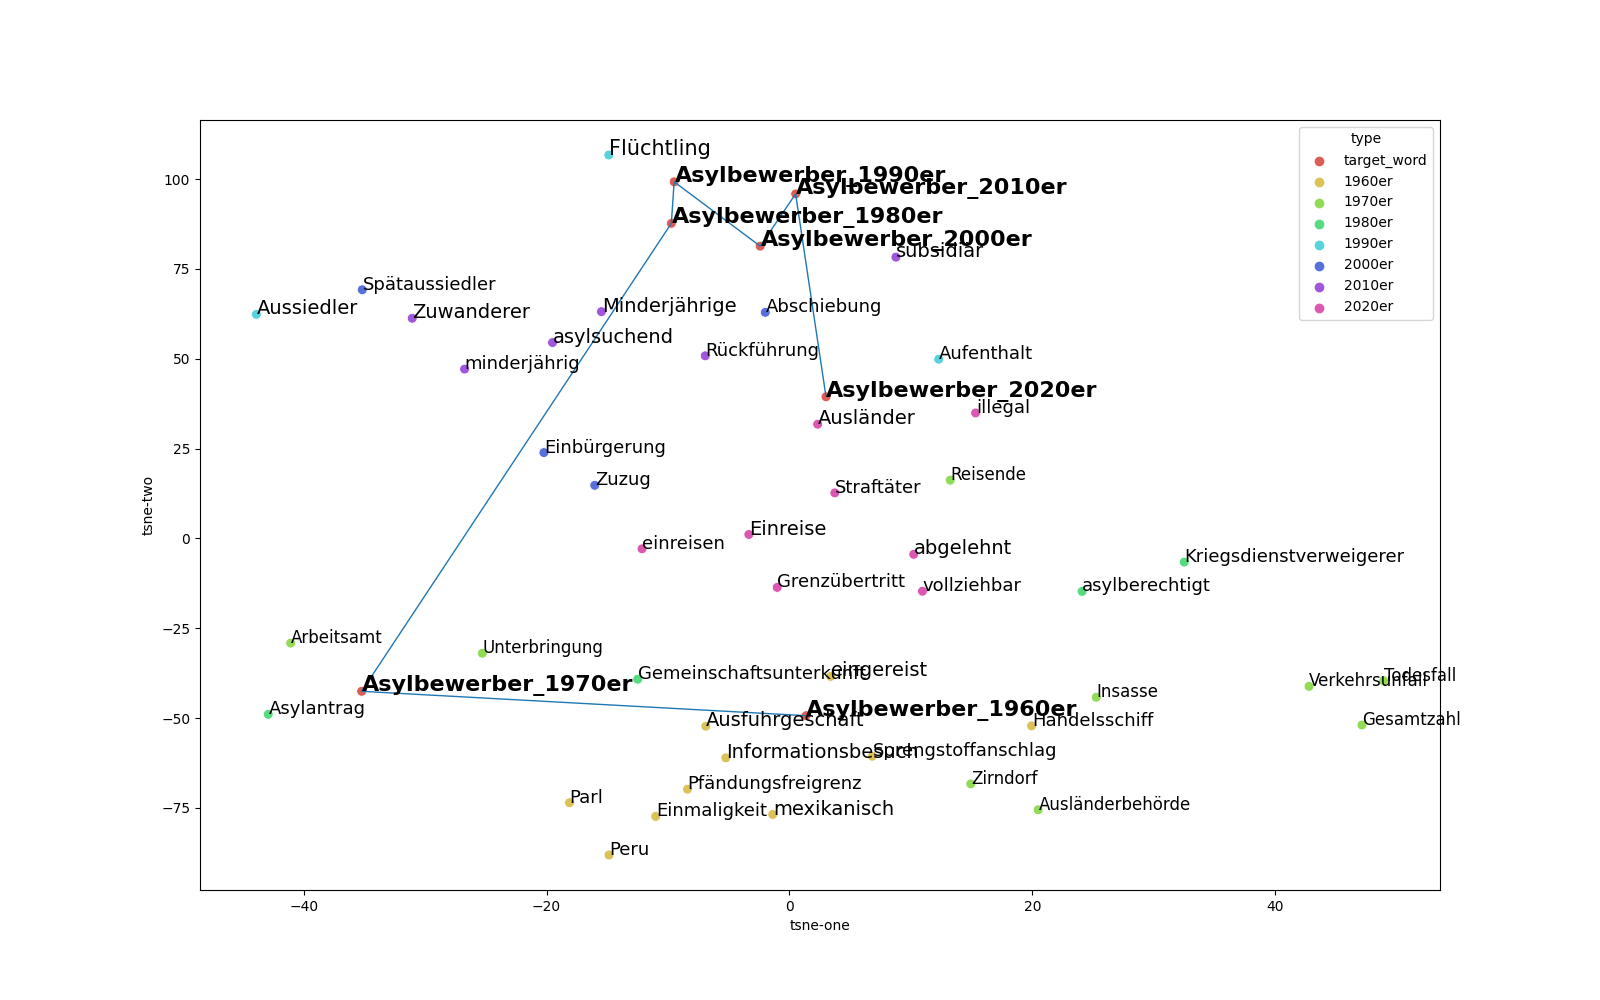 Flüchtling
Asylbewerber_1990er
Asylbewerber_2010er
Asylbewerber_1980er
Asylbewerber_2000er
subsidiär
Spätaussiedler
Aussiedler
Zuwanderer
Minderjährige
Abschiebung
asylsuchend
Rückführung
Aufenthalt
minderjährig
Asylbewerber_2020er
illegal
Ausländer
Einbürgerung
Zuzug
Straftäter
Reisende
Einreise
einreisen
abgelehnt
Kriegsdienstverweigerer
Grenzübertritt
vollziehbar
asylberechtigt
Arbeitsamt
Unterbringung
Gemeinschaftsunterkunft
eingereist
Verkehrsunfall
Todesfall
Asylbewerber_1970er
Insasse
Asylantrag
Asylbewerber_1960er
Ausfuhrgeschäft
Handelsschiff
Gesamtzahl
Informationsbesuch
Sprengstoffanschlag
Pfändungsfreigrenz
Zirndorf
Parl
Einmaligkeit
mexikanisch
Ausländerbehörde
Peru
type
target_word
1960er
1970er
1980er
1990er
2000er
2010er
2020er
100
75
50
25
0
−25
−50
−75
tsne-two
−40
−20
0
20
40
tsne-one